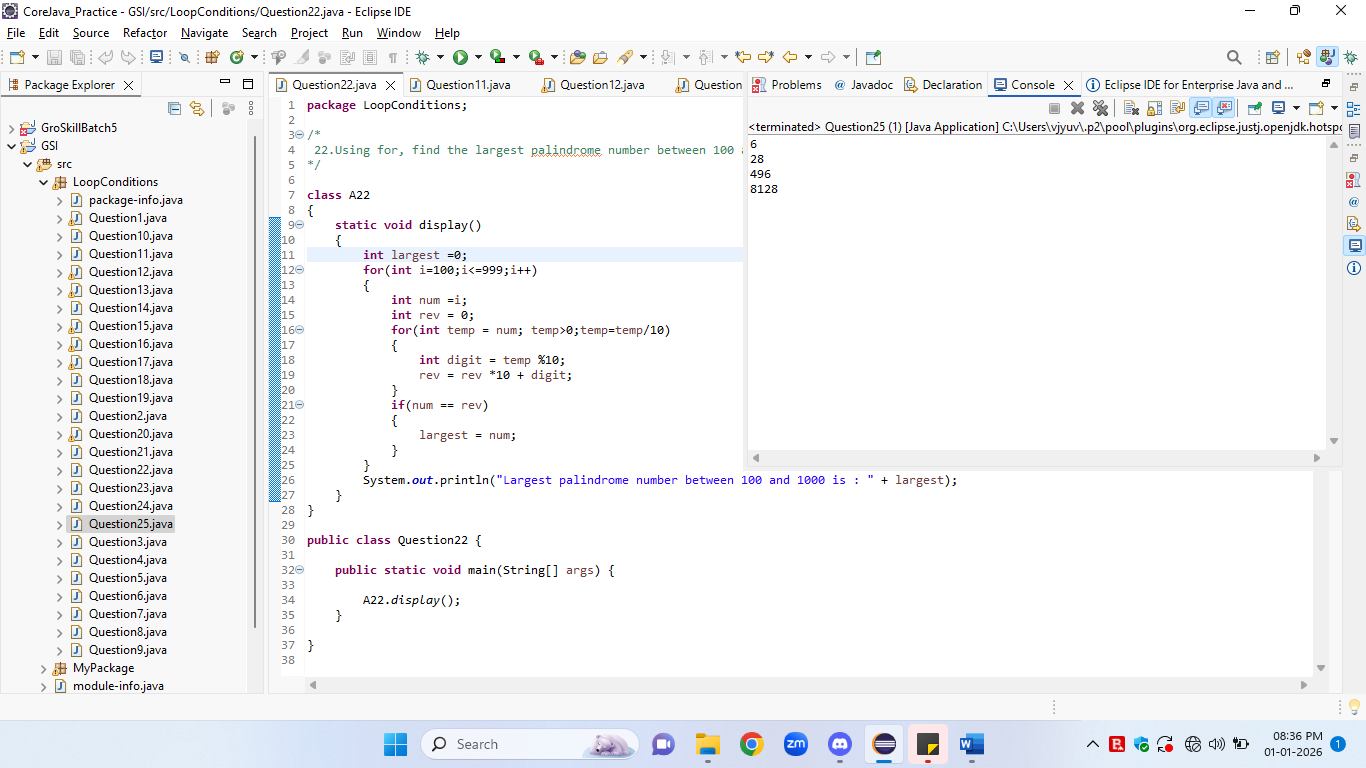 CoreJava_Practice - GSI/src/LoopConditions/Question22.java - Eclipse IDE
File Edit Source Refactor Navigate Search Project Run Window Help
Package Explorer
GroSkillBatch5
GSI
src
LoopConditions
package-info.java
Question1.java
Question10.java
Question11.java
Question12.java
Question13.java
Question14.java
Question15.java
Question16.java
Question17.java
Question18.java
Question19.java
Question2.java
Question20.java
Question21.java
Question22.java
Question23.java
Question24.java
Question25.java
Question3.java
Question4.java
Question5.java
Question6.java
Question7.java
Question8.java
Question9.java
MyPackage
module-info.java
Question22.java Question11.java Question12.java Question
1 package LoopConditions;
2
3 /*
4  22.Using for, find the largest palindrome number between 100
5 */
6
7 class A22
8 {
9     static void display()
10     {
11         int largest =0;
12         for(int i=100;i<=999;i++)
13         {
14             int num =i;
15             int rev = 0;
16             for(int temp = num; temp>0;temp=temp/10)
17             {
18                 int digit = temp %10;
19                 rev = rev *10 + digit;
20             }
21             if(num == rev)
22             {
23                 largest = num;
24             }
25         }
26         System.out.println("Largest palindrome number between 100 and 1000 is : " + largest);
27     }
28 }
29
30 public class Question22 {
31
32     public static void main(String[] args) {
33
34         A22.display();
35     }
36
37 }
38
Problems @ Javadoc Declaration Console Eclipse IDE for Enterprise Java and ...
<terminated> Question25 (1) [Java Application] C:\Users\vjyuv\.p2\pool\plugins\org.eclipse.justj.openjdk.hotspo
6
28
496
8128
Search
zm
W
08:36 PM
01-01-2026
1